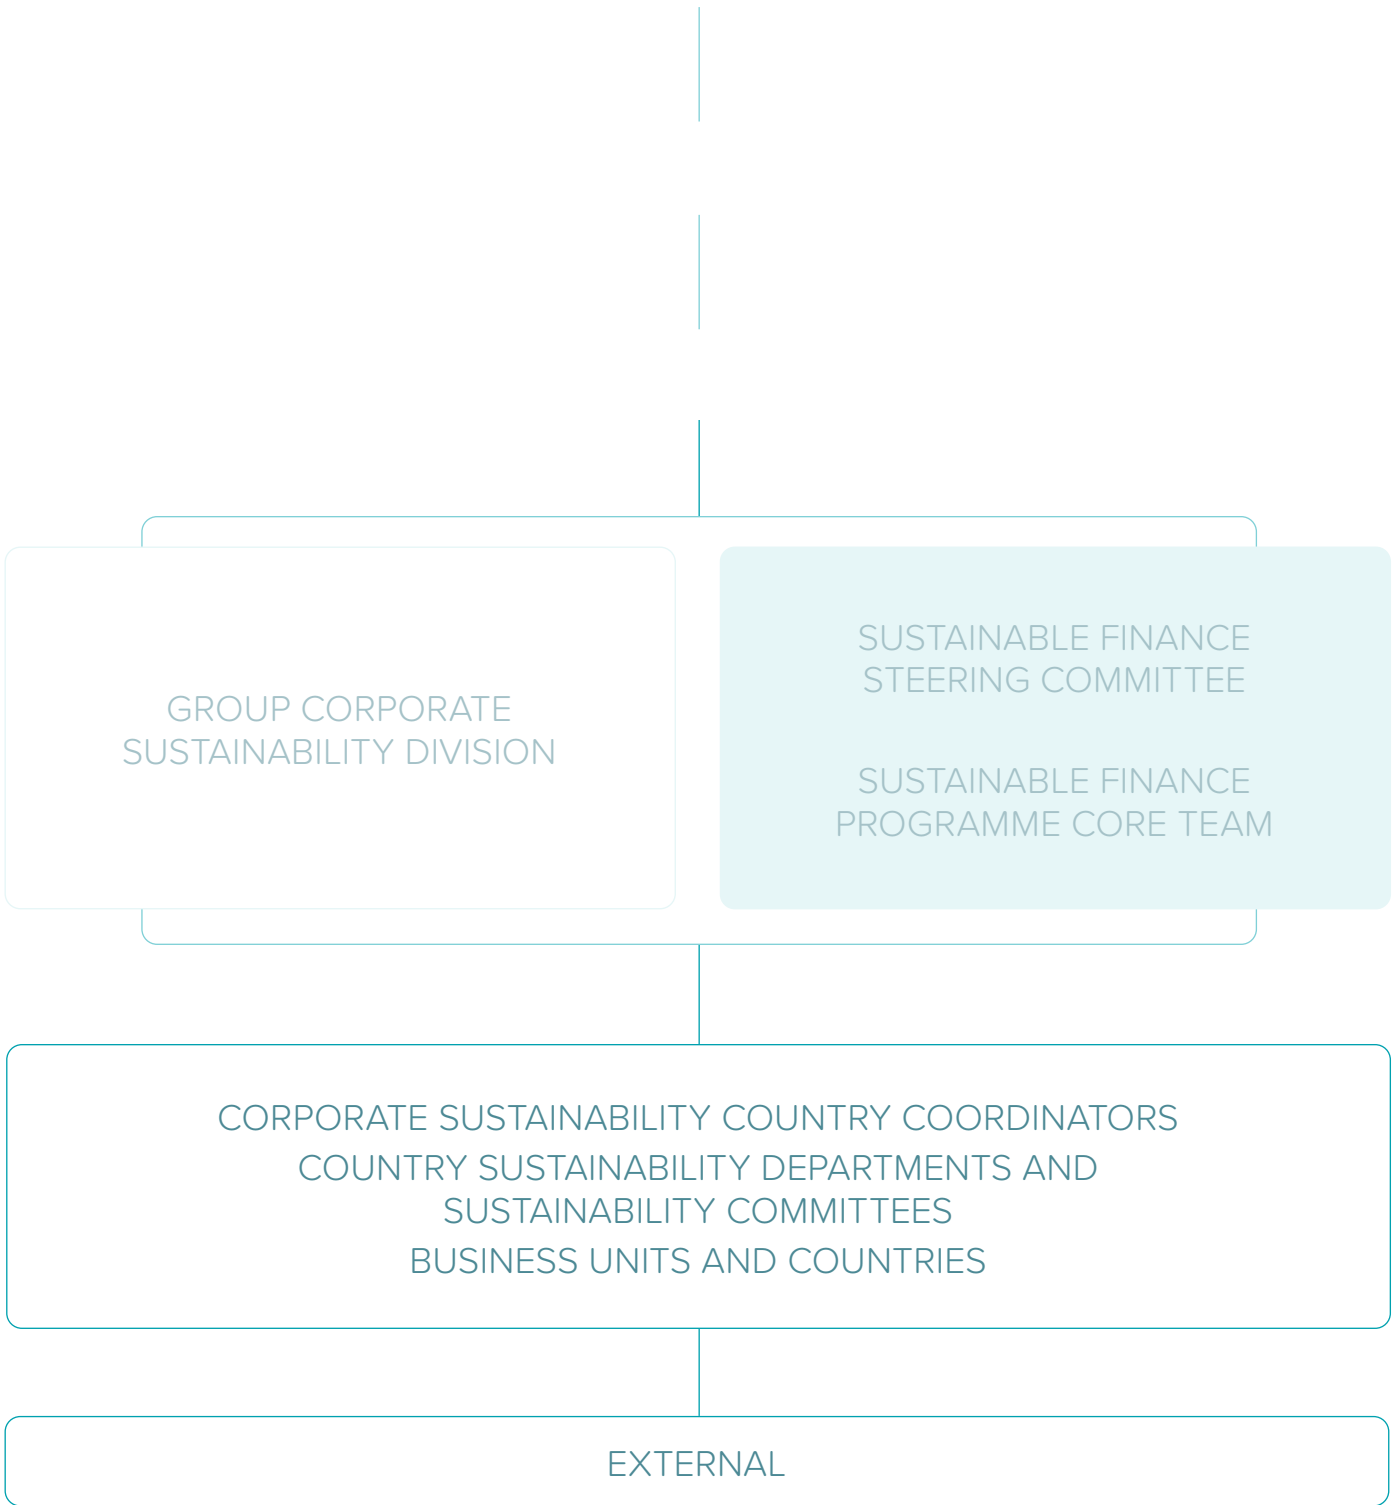 GROUP CORPORATE
SUSTAINABILITY DIVISION
SUSTAINABLE FINANCE
STEERING COMMITTEE
SUSTAINABLE FINANCE
PROGRAMME CORE TEAM
CORPORATE SUSTAINABILITY COUNTRY COORDINATORS
COUNTRY SUSTAINABILITY DEPARTMENTS AND
SUSTAINABILITY COMMITTEES
BUSINESS UNITS AND COUNTRIES
EXTERNAL